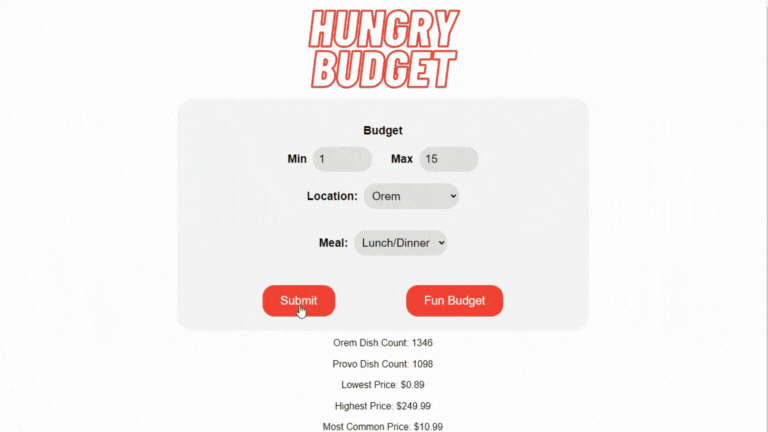 HUNGRY
BUDGET
Budget
Min 1 Max 15
Location: Orem
Meal: Lunch/Dinner
Submit Fun Budget
Orem Dish Count: 1346
Provo Dish Count: 1098
Lowest Price: $0.89
Highest Price: $249.99
Most Common Price: $10.99